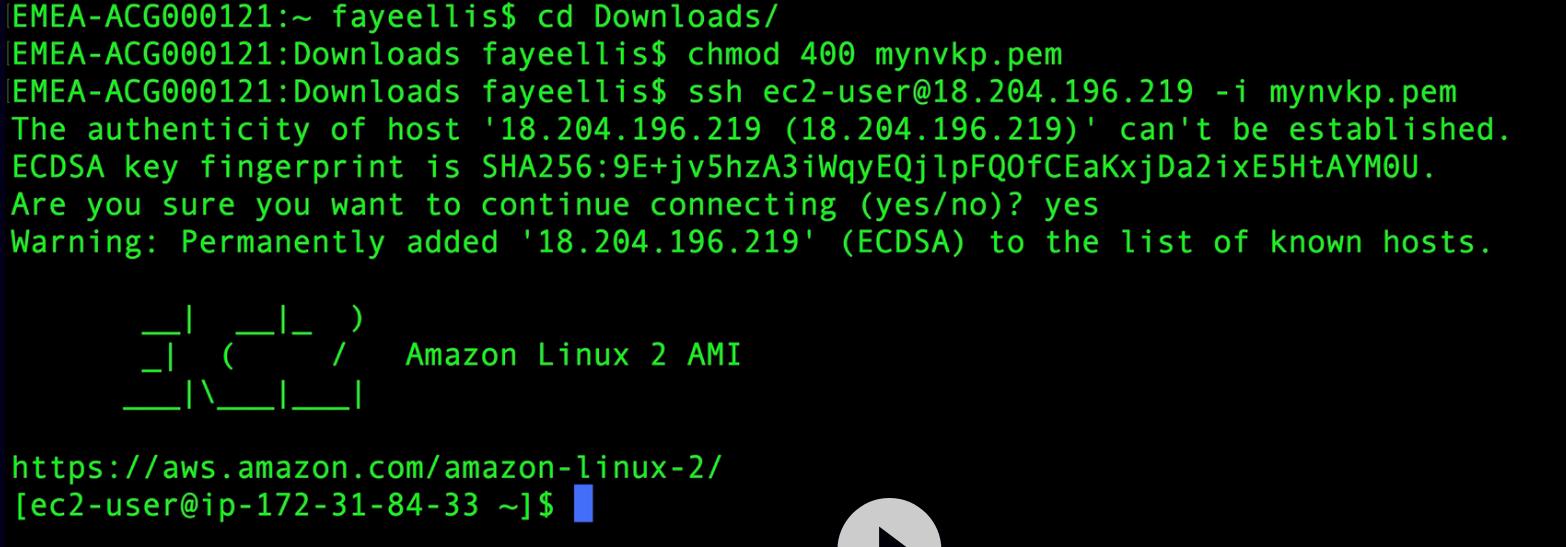 EMEA-ACG000121:~ fayeellis$ cd Downloads/
EMEA-ACG000121:Downloads fayeellis$ chmod 400 mynvkp.pem
EMEA-ACG000121:Downloads fayeellis$ ssh ec2-user@18.204.196.219 -i mynvkp.pem
The authenticity of host '18.204.196.219 (18.204.196.219)' can't be established.
ECDSA key fingerprint is SHA256:9E+jv5hzA3iWqyEQjlpFQOfCEaKxjDa2ixE5HtAYM0U.
Are you sure you want to continue connecting (yes/no)? yes
Warning: Permanently added '18.204.196.219' (ECDSA) to the list of known hosts.
       __|  __|_  )
       _|  (     /   Amazon Linux 2 AMI
      ___|\___|___|
https://aws.amazon.com/amazon-linux-2/
[ec2-user@ip-172-31-84-33 ~]$